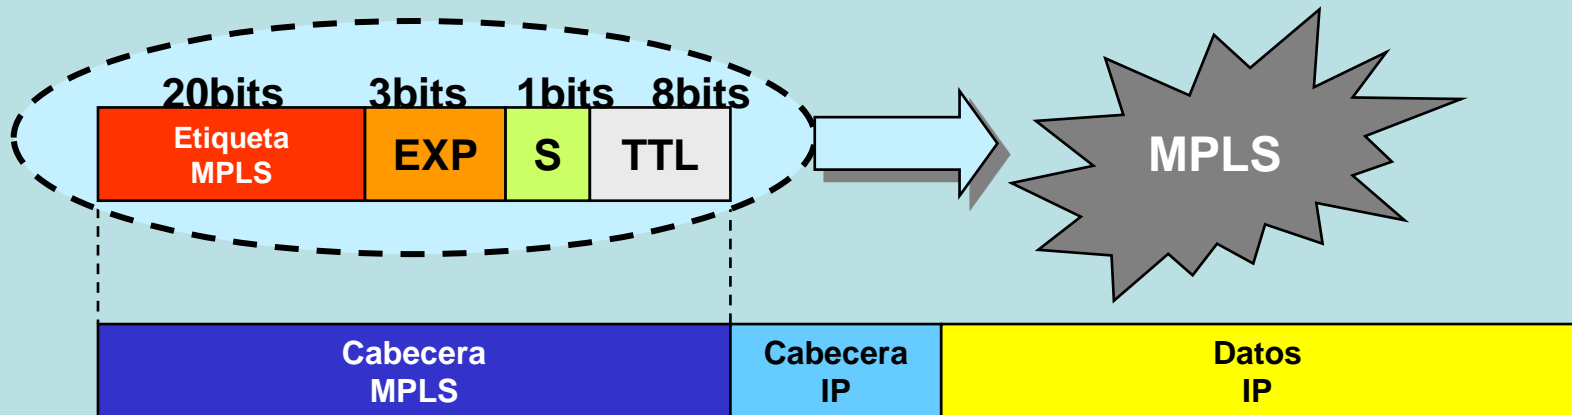 20bits 3bits 1bits 8bits
Etiqueta
MPLS
EXP
S
TTL
MPLS
Cabecera
MPLS
Cabecera
IP
Datos
IP